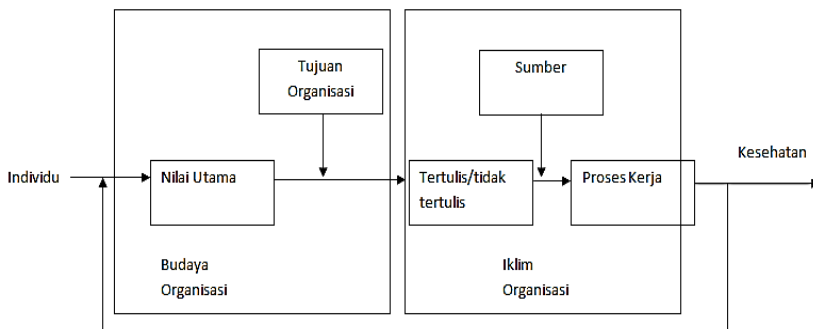 Tujuan
Organisasi
Sumber
Kesehatan
Individu
Nilai Utama
Tertulis/tidak
tertulis
Proses Kerja
Budaya
Organisasi
Iklim
Organisasi